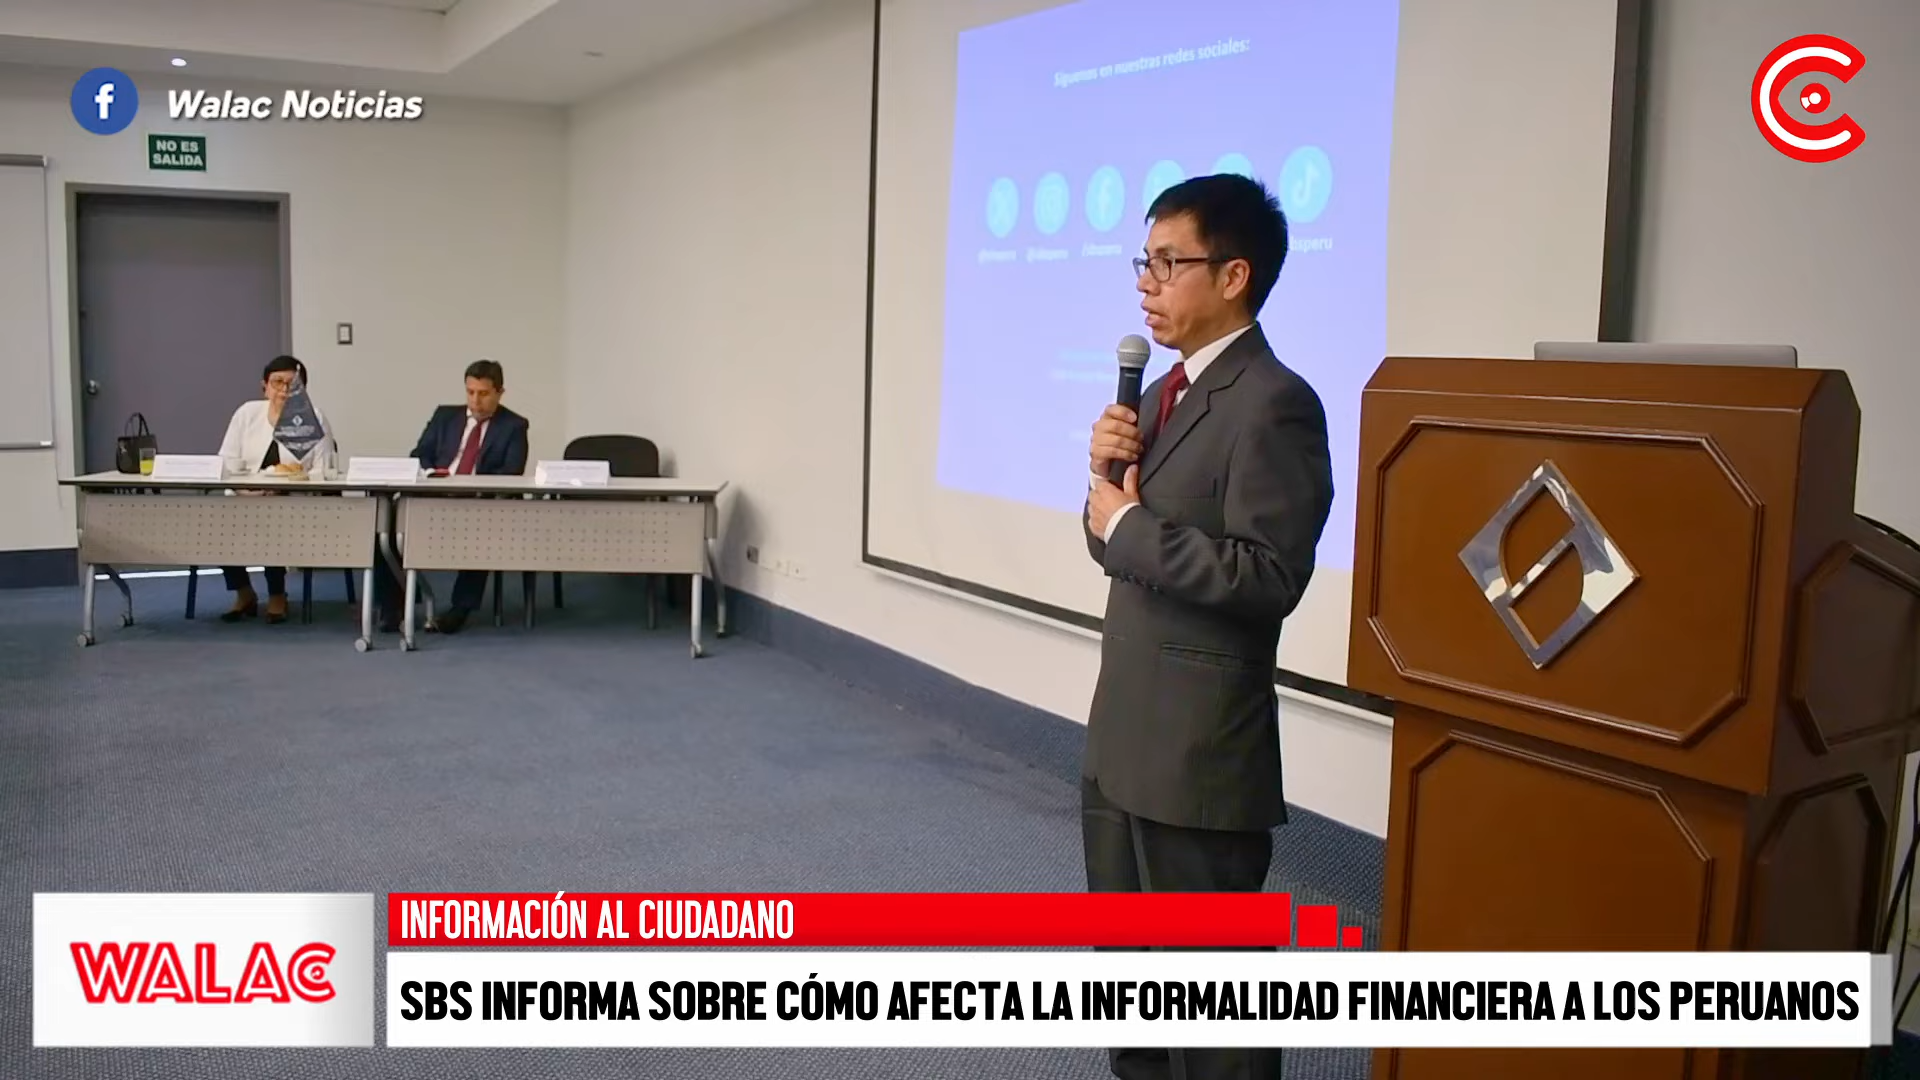 Walac Noticias
NO ES
SALIDA
Síguenos en nuestras redes sociales:
WALAC
INFORMACIÓN AL CIUDADANO
SBS INFORMA SOBRE CÓMO AFECTA LA INFORMALIDAD FINANCIERA A LOS PERUANOS